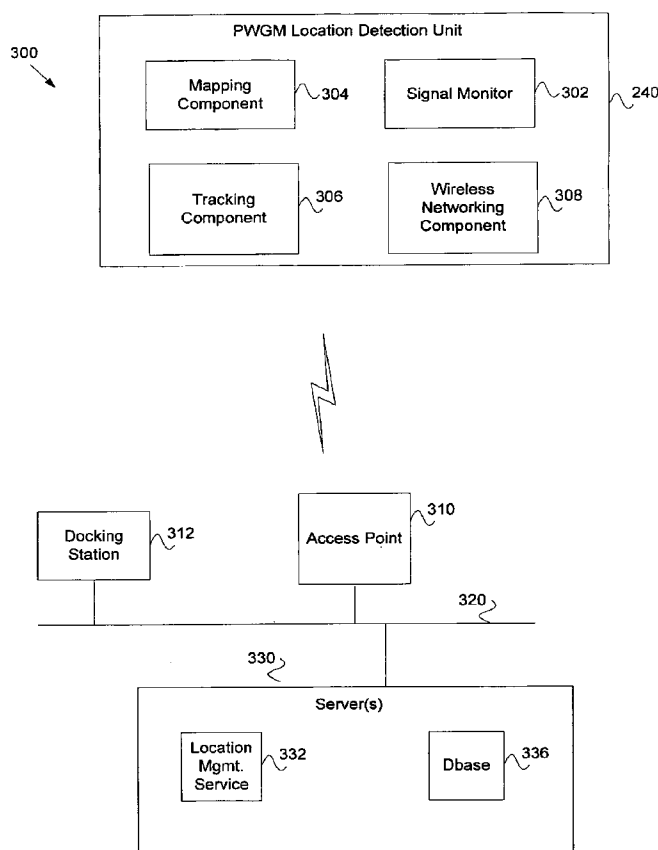 PWGM Location Detection Unit
300
Mapping
Component
304
Signal Monitor
302
240
Tracking
Component
306
Wireless
Networking
Component
308
Docking
Station
312
Access Point
310
320
330
Server(s)
Location
Mgmt.
Service
332
Dbase
336